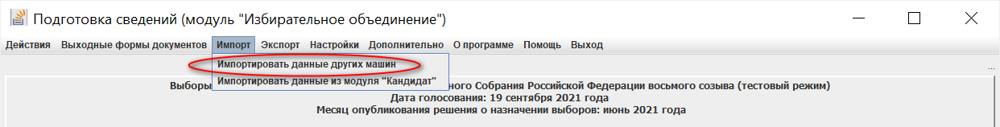 Подготовка сведений (модуль "Избирательное объединение")
Действия Выходные формы документов Импорт Экспорт Настройки Дополнительно О программе Помощь Выход
Импортировать данные других машин
...
Импортировать данные из модуля "Кандидат"
Выборы ного Собрания Российской Федерации восьмого созыва (тестовый режим)
Дата голосования: 19 сентября 2021 года
Месяц опубликования решения о назначении выборов: июнь 2021 года